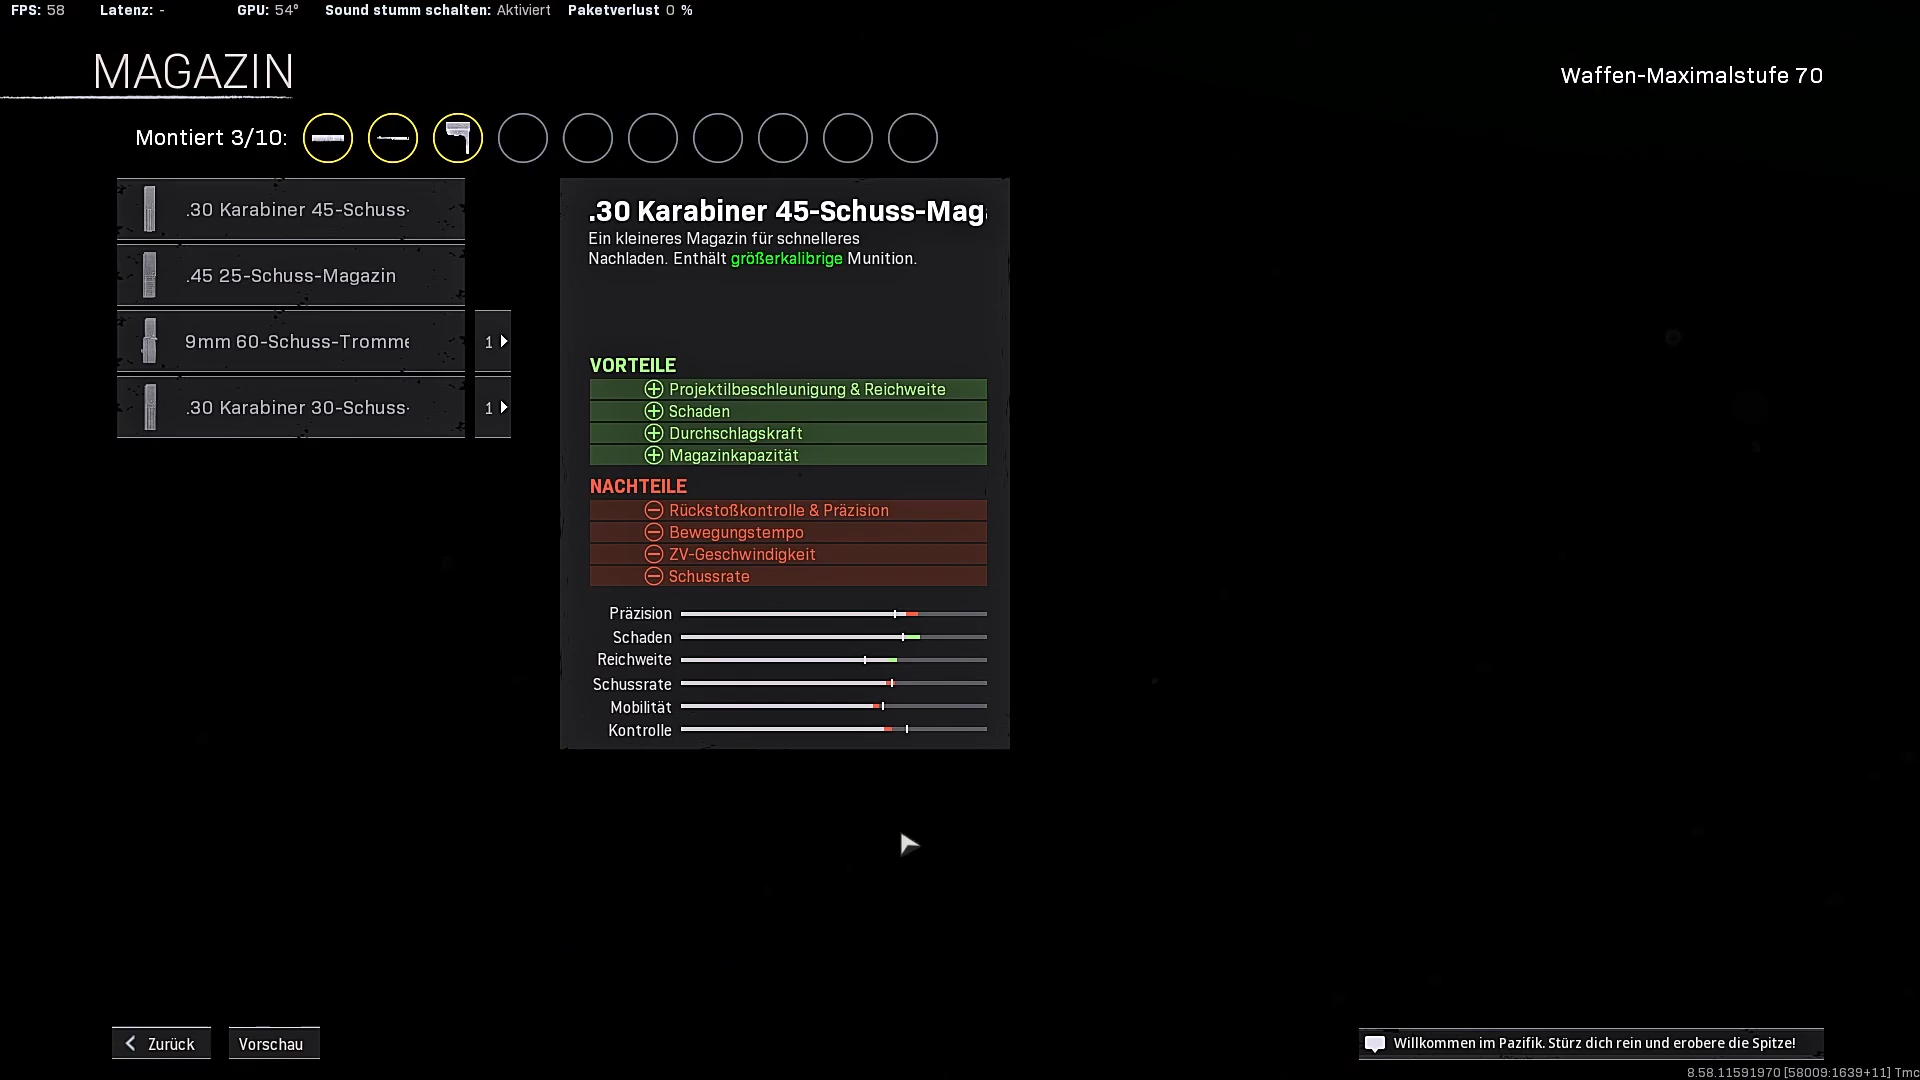 FPS: 58 Latenz: - GPU: 54° Sound stumm schalten: Aktiviert Paketverlust 0 %
MAGAZIN
Waffen-Maximalstufe 70
Montiert 3/10:
.30 Karabiner 45-Schuss-
.45 25-Schuss-Magazin
9mm 60-Schuss-Tromme
1
.30 Karabiner 30-Schuss-
1
.30 Karabiner 45-Schuss-Mag
Ein kleineres Magazin für schnelleres
Nachladen. Enthält größerkalibrige Munition.
VORTEILE
Projektilbeschleunigung & Reichweite
Schaden
Durchschlagskraft
Magazinkapazität
NACHTEILE
Rückstoßkontrolle & Präzision
Bewegungstempo
ZV-Geschwindigkeit
Schussrate
Präzision
Schaden
Reichweite
Schussrate
Mobilität
Kontrolle
Zurück
Vorschau
Willkommen im Pazifik. Stürz dich rein und erobere die Spitze!
8.58.11591970 [58009:1639+11] Tmc